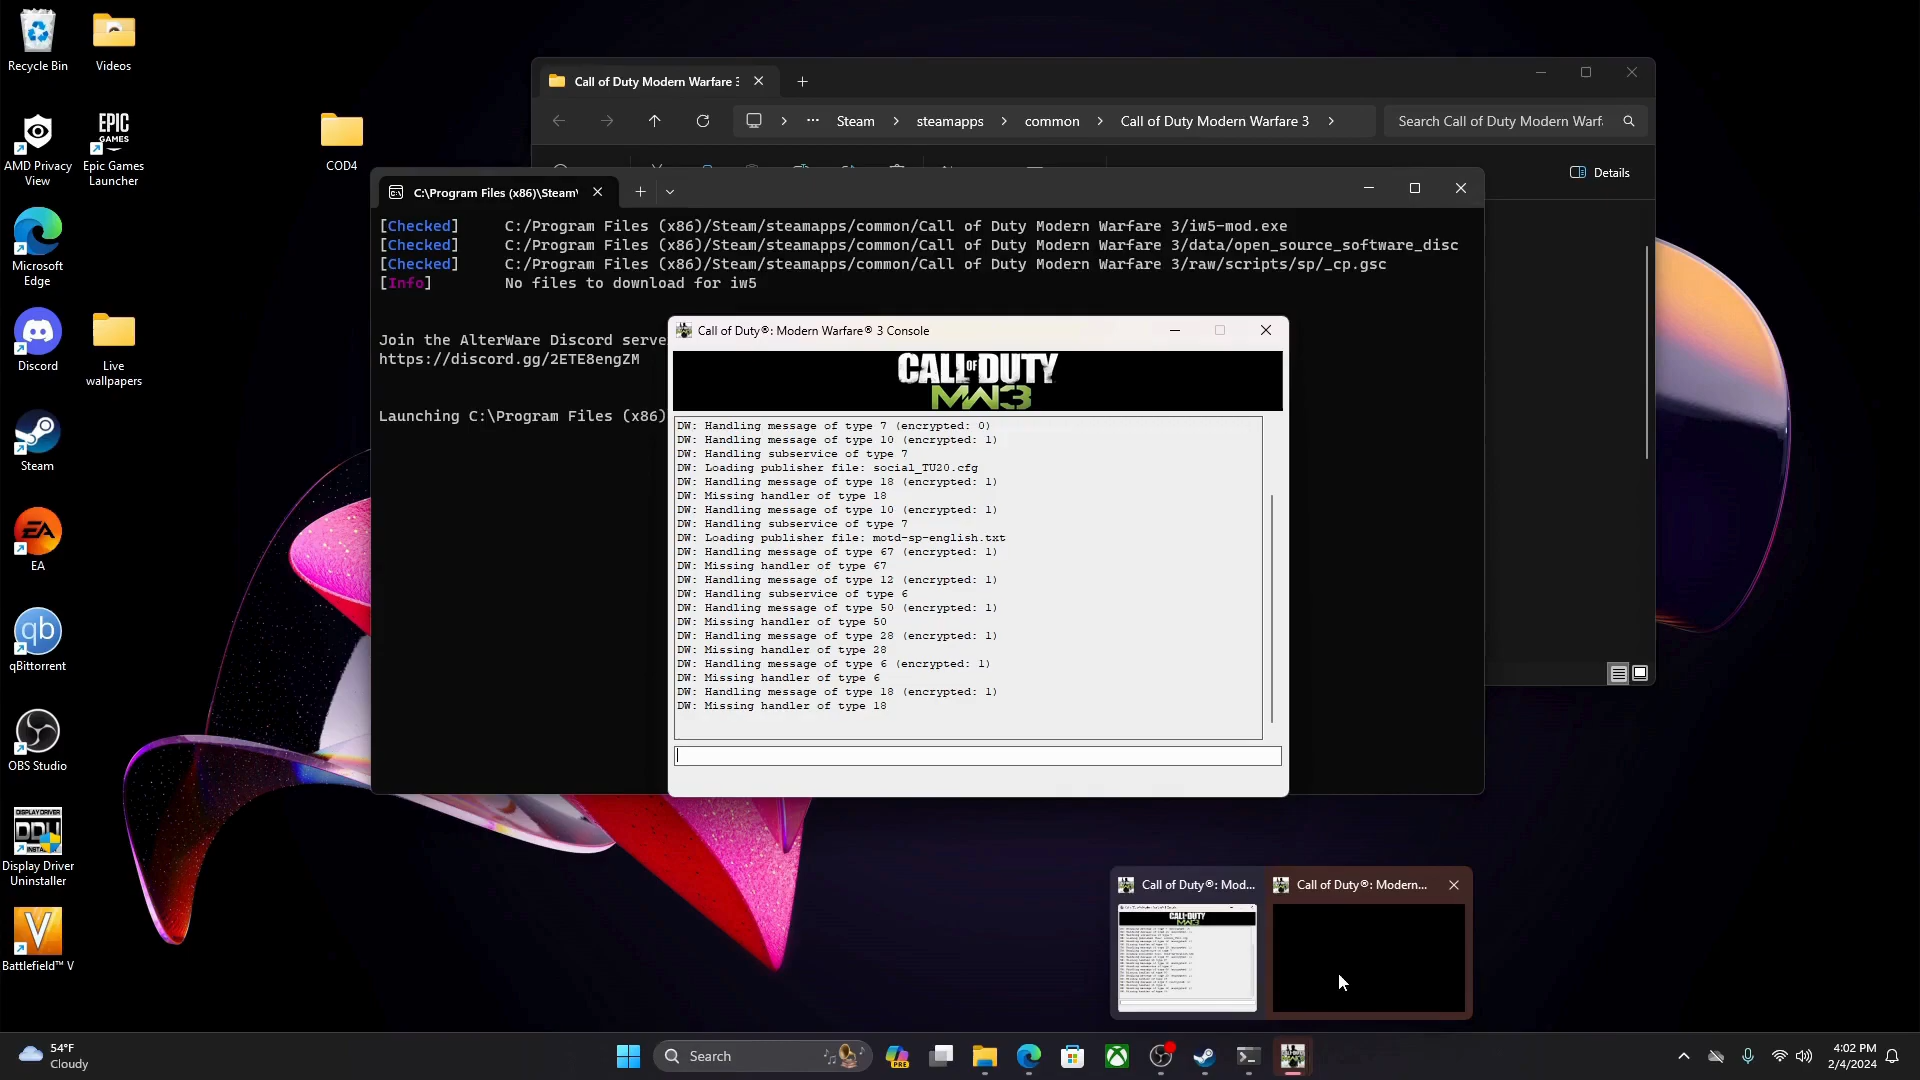 Recycle Bin
Videos
AMD Privacy
View
EPIC
GAMES
Epic Games
Launcher
COD4
Microsoft
Edge
Discord
Live
wallpapers
Steam
EA
EA
qb
qBittorrent
OBS Studio
DISPLAY DRIVER
DDU
Display Driver
Uninstaller
V
Battlefield™ V
Call of Duty Modern Warfare 3
Steam
steamapps
common
Call of Duty Modern Warfare 3
Search Call of Duty Modern Warf
Details
C:\Program Files (x86)\Steam\
[Checked] C:/Program Files (x86)/Steam/steamapps/common/Call of Duty Modern Warfare 3/iw5-mod.exe
[Checked] C:/Program Files (x86)/Steam/steamapps/common/Call of Duty Modern Warfare 3/data/open_source_software_disc
[Checked] C:/Program Files (x86)/Steam/steamapps/common/Call of Duty Modern Warfare 3/raw/scripts/sp/_cp.gsc
[Info] No files to download for iw5
Join the AlterWare Discord serve
https://discord.gg/2ETE8engZM
Launching C:\Program Files (x86)
Call of Duty®: Modern Warfare® 3 Console
CALL OF DUTY
MW3
DW: Handling message of type 7 (encrypted: 0)
DW: Handling message of type 10 (encrypted: 1)
DW: Handling subservice of type 7
DW: Loading publisher file: social_TU20.cfg
DW: Handling message of type 18 (encrypted: 1)
DW: Missing handler of type 18
DW: Handling message of type 10 (encrypted: 1)
DW: Handling subservice of type 7
DW: Loading publisher file: motd-sp-english.txt
DW: Handling message of type 67 (encrypted: 1)
DW: Missing handler of type 67
DW: Handling message of type 12 (encrypted: 1)
DW: Handling subservice of type 6
DW: Handling message of type 50 (encrypted: 1)
DW: Missing handler of type 50
DW: Handling message of type 28 (encrypted: 1)
DW: Missing handler of type 28
DW: Handling message of type 6 (encrypted: 1)
DW: Missing handler of type 6
DW: Handling message of type 18 (encrypted: 1)
DW: Missing handler of type 18
Call of Duty®: Mod...
Call of Duty®: Modern...
CALL OF DUTY
MW3
54°F
Cloudy
Search
PRE
4:02 PM
2/4/2024